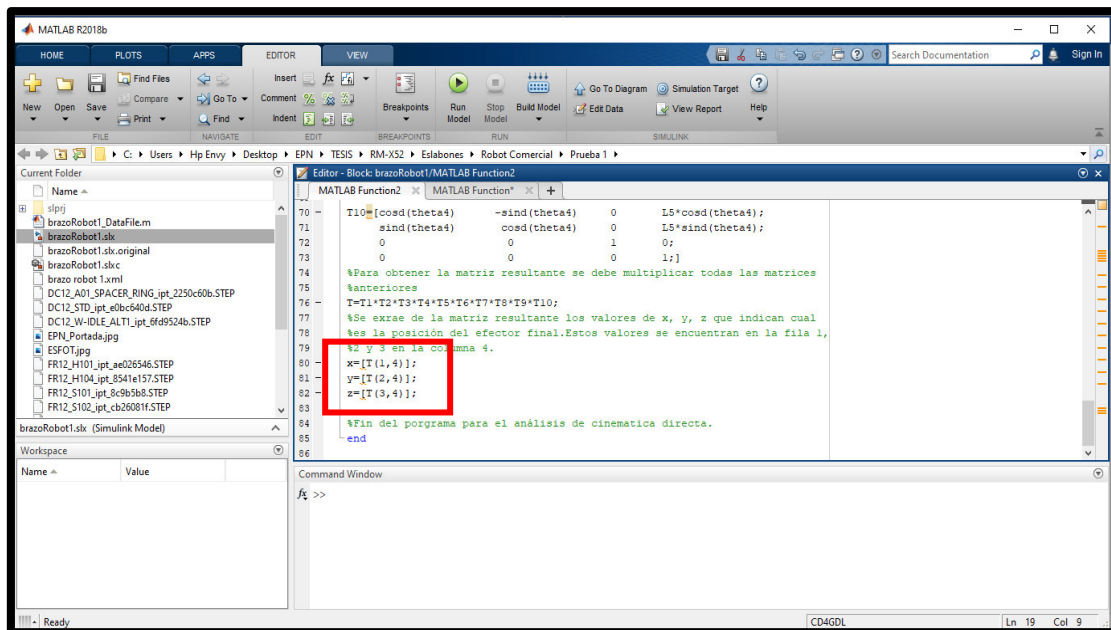 MATLAB R2018b
HOME PLOTS APPS EDITOR VIEW Search Documentation Sign In
New Open Save Find Files Compare Print
FILE
Go To Find
NAVIGATE
Insert fx
Comment %
Indent
EDIT
Breakpoints
BREAKPOINTS
Run Model Stop Model Build Model
RUN
Go To Diagram Simulation Target
Edit Data View Report
Help
SIMULINK
C: Users Hp Envy Desktop EPN TESIS RM-X52 Eslabones Robot Comercial Prueba 1
Current Folder
Name
slprj
brazoRobot1_DataFile.m
brazoRobot1.slx
brazoRobot1.slx.original
brazoRobot1.slxc
brazo robot 1.xml
DC12_A01_SPACER_RING_ipt_2250c60b.STEP
DC12_STD_ipt_e0bc640d.STEP
DC12_W-IDLE_ALT1_ipt_6fd9524b.STEP
EPN_Portada.jpg
ESFOT.jpg
FR12_H101_ipt_ae026546.STEP
FR12_H104_ipt_8541e157.STEP
FR12_S101_ipt_8c9b5b8.STEP
FR12_S102_ipt_cb26081f.STEP
brazoRobot1.slx (Simulink Model)
Workspace
Name Value
Editor - Block: brazoRobot1/MATLAB Function2
MATLAB Function2 MATLAB Function* +
70 – T10=[cosd(theta4) -sind(theta4) 0 L5*cosd(theta4);
71 sind(theta4) cosd(theta4) 0 L5*sind(theta4);
72 0 0 1 0;
73 0 0 0 1;]
74 %Para obtener la matriz resultante se debe multiplicar todas las matrices
75 %anteriores
76 – T=T1*T2*T3*T4*T5*T6*T7*T8*T9*T10;
77 %Se exrae de la matriz resultante los valores de x, y, z que indican cual
78 %es la posición del efector final.Estos valores se encuentran en la fila 1,
79 %2 y 3 en la columna 4.
80 – x=[T(1,4)];
81 – y=[T(2,4)];
82 – z=[T(3,4)];
83
84 %Fin del porgrama para el análisis de cinematica directa.
85 end
86
Command Window
fx >>
Ready CD4GDL Ln 19 Col 9